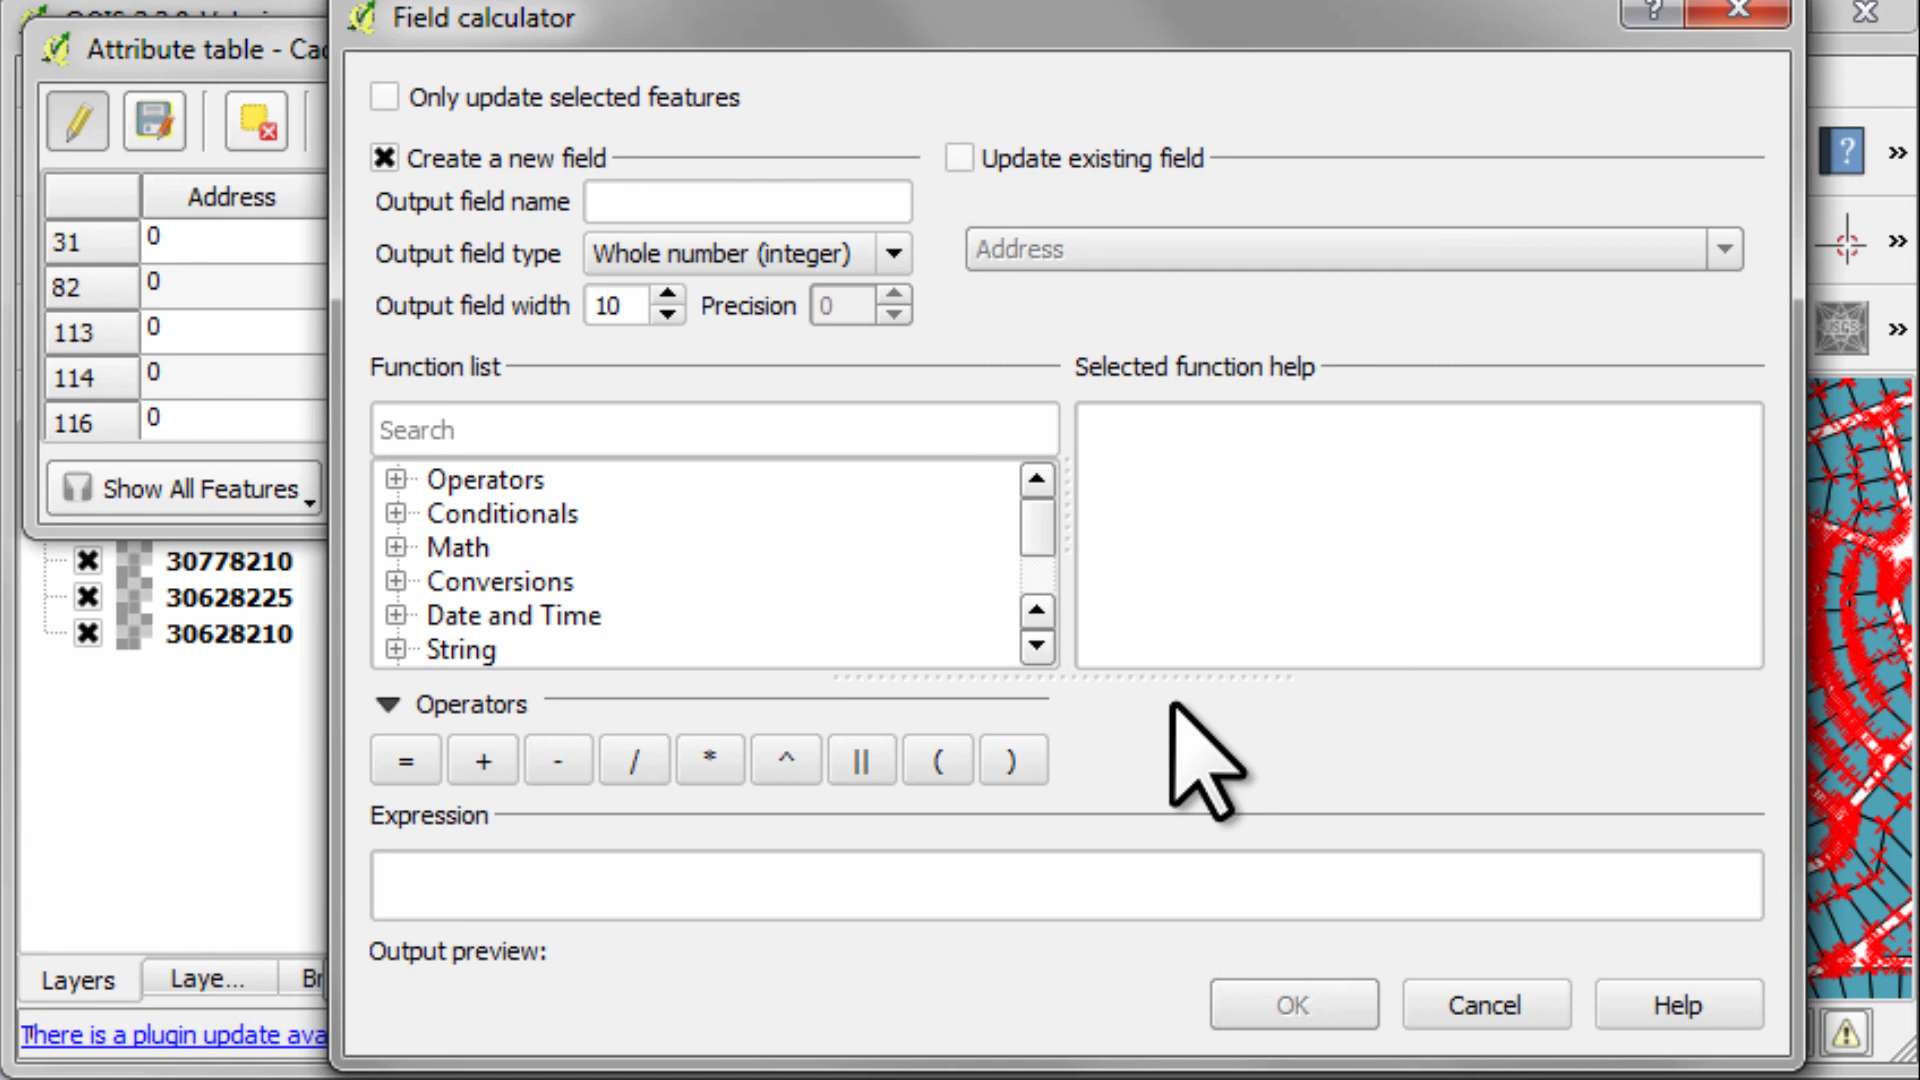 Field calculator
?
Attribute table - Cad
Only update selected features
Create a new field
Update existing field
Address
Output field name
31 0
Output field type Whole number (integer)
Address
82 0
Output field width 10 Precision 0
113 0
Function list
Selected function help
114 0
116 0
Search
Operators
Show All Features
Conditionals
Math
30778210
Conversions
30628225
Date and Time
30628210
String
Operators
= + - / * ^ || ( )
Expression
Output preview:
Layers Laye... Br
OK Cancel Help
There is a plugin update ava
? »
»
USGS »